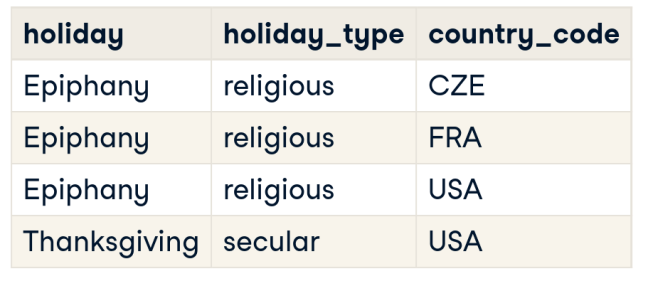 holiday holiday_type country_code
Epiphany religious CZE
Epiphany religious FRA
Epiphany religious USA
Thanksgiving secular USA